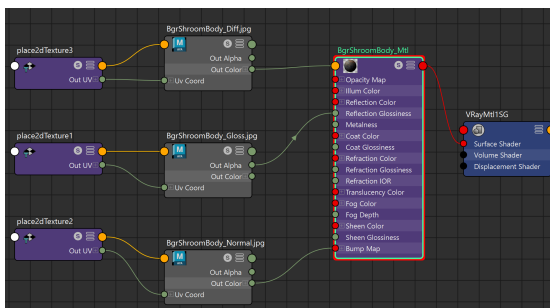 BgrShroomBody_Diff.jpg
place2dTexture3
Out Alpha
Out Color
Out UV
Uv Coord
BgrShroomBody_Mtl
Opacity Map
Illum Color
Reflection Color
Reflection Glossiness
Metalness
Coat Color
Coat Glossiness
Refraction Color
Refraction Glossiness
Refraction IOR
Translucency Color
Fog Color
Fog Depth
Sheen Color
Sheen Glossiness
Bump Map
VRayMtl1SG
Surface Shader
Volume Shader
Displacement Shader
place2dTexture1
BgrShroomBody_Gloss.jpg
Out UV
Out Alpha
Out Color
Uv Coord
place2dTexture2
BgrShroomBody_Normal.jpg
Out UV
Out Alpha
Out Color
Uv Coord